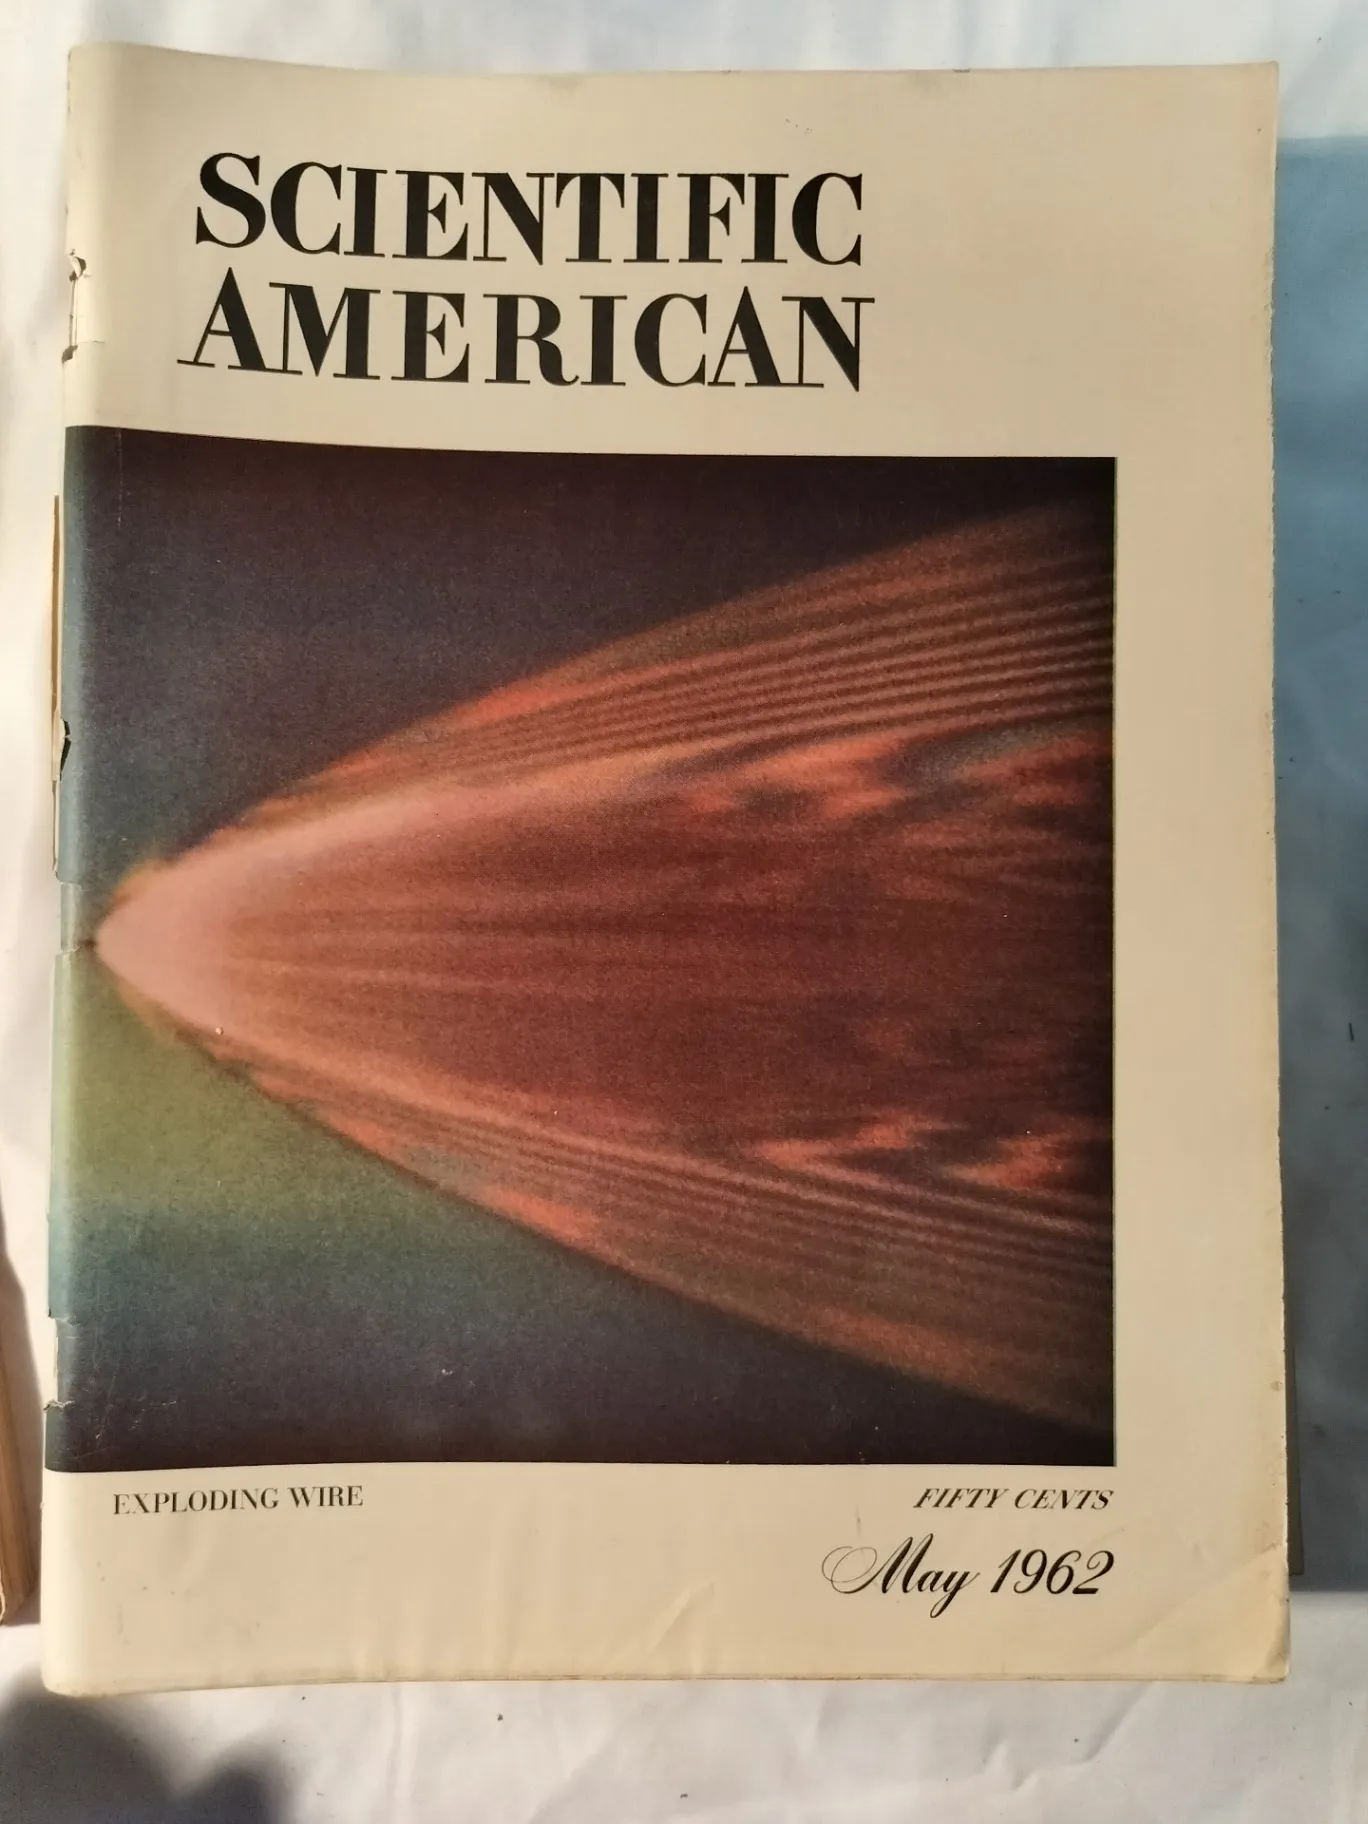 SCIENTIFIC
AMERICAN
EXPLODING WIRE
FIFTY CENTS
May 1962